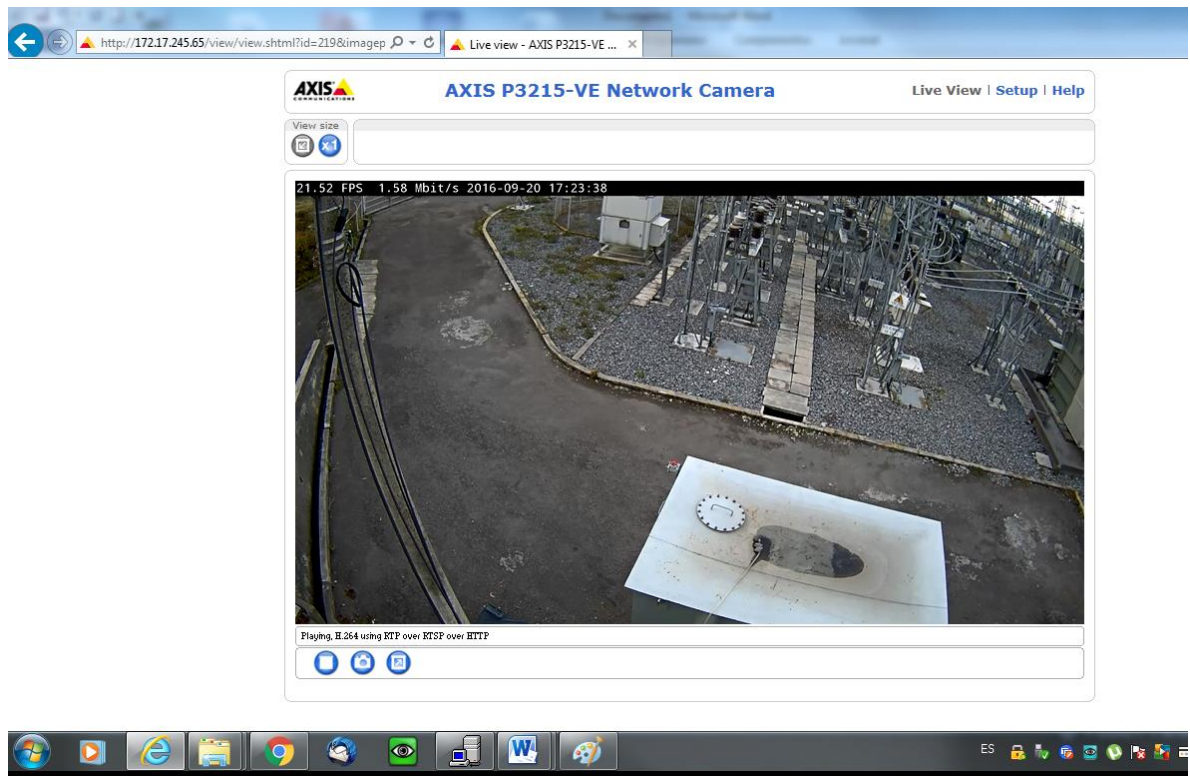 http://172.17.245.65/view/view.shtml?id=219&imagep
Live view - AXIS P3215-VE ...
AXIS
COMMUNICATIONS
AXIS P3215-VE Network Camera
Live View | Setup | Help
View size
x1
21.52 FPS 1.58 Mbit/s 2016-09-20 17:23:38
Playing, H.264 using RTP over RTSP over HTTP
W
ES